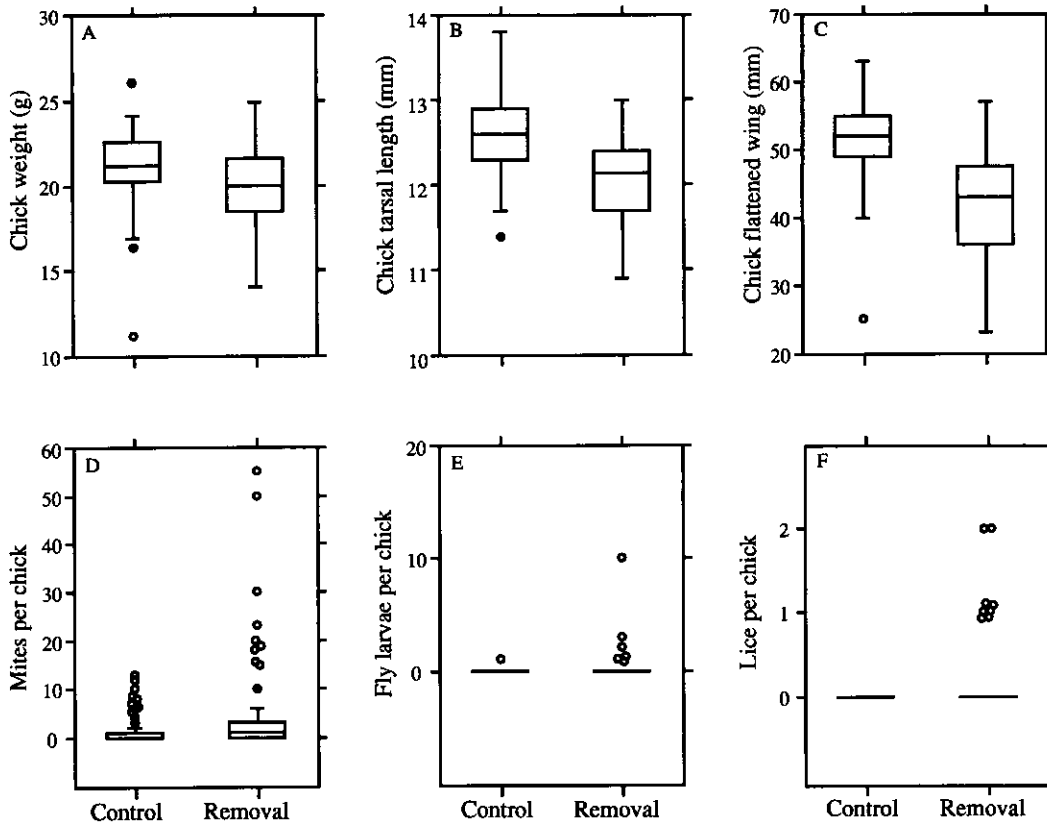 A
Chick weight (g)
30
25
20
15
10
B
Chick tarsal length (mm)
14
13
12
11
10
C
Chick flattened wing (mm)
70
60
50
40
30
20
D
Mites per chick
60
50
40
30
20
10
0
Control
Removal
E
Fly larvae per chick
20
10
0
Control
Removal
F
Lice per chick
2
1
0
Control
Removal